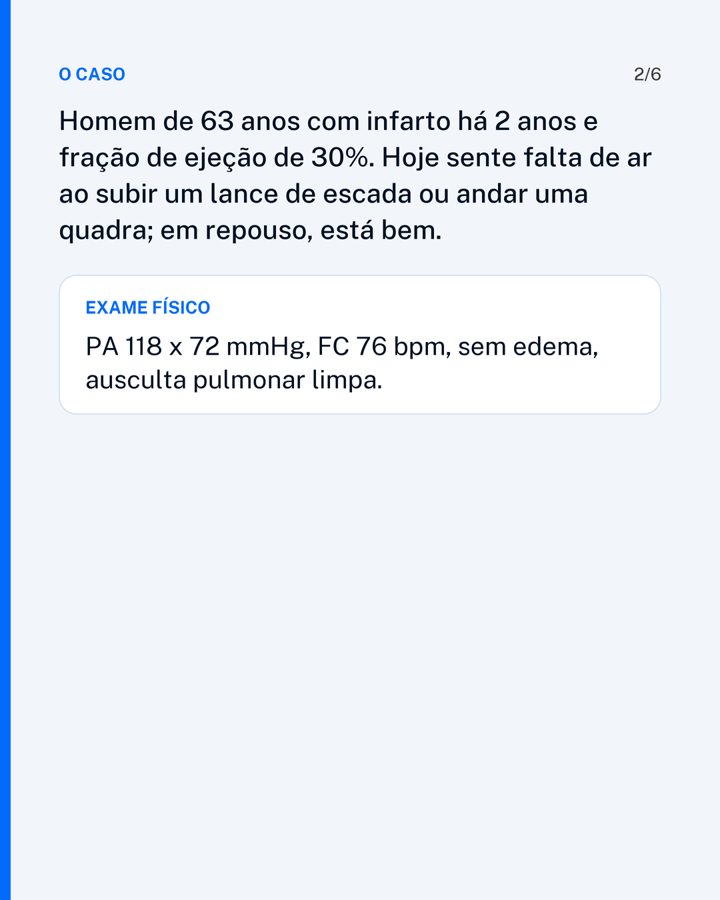 O CASO
2/6
Homem de 63 anos com infarto há 2 anos e
fração de ejeção de 30%. Hoje sente falta de ar
ao subir um lance de escada ou andar uma
quadra; em repouso, está bem.
EXAME FÍSICO
PA 118 x 72 mmHg, FC 76 bpm, sem edema,
ausculta pulmonar limpa.